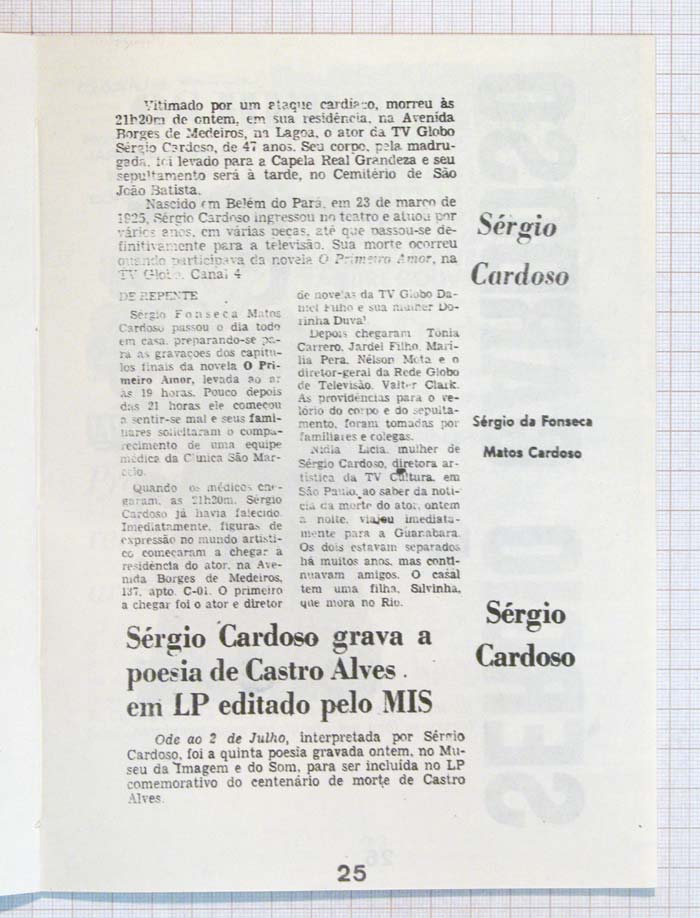 Vitimado por um ataque cardíaco, morreu às
21h20m de ontem, em sua residência, na Avenida
Borges de Medeiros, na Lagoa, o ator da TV Globo
Sérgio Cardoso, de 47 anos. Seu corpo, pela madru-
gada, foi levado para a Capela Real Grandeza e seu
sepultamento será à tarde, no Cemitério de São
João Batista.
Nascido em Belém do Pará, em 23 de março de
1925, Sérgio Cardoso ingressou no teatro e atuou por
vários anos, em várias peças, até que passou-se de-
finitivamente para a televisão. Sua morte ocorreu
quando participava da novela O Primeiro Amor, na
TV Globo, Canal 4
DE REPENTE
Sérgio Fonseca Matos
Cardoso passou o dia todo
em casa, preparando-se pa-
ra as gravações dos capítu-
los finais da novela O Pri-
meiro Amor, levada ao ar
às 19 horas. Pouco depois
das 21 horas ele começou
a sentir-se mal e seus fami-
liares solicitaram o compa-
recimento de uma equipe
médica da Clínica São Mar-
celo.
Quando os médicos che-
garam, às 21h20m, Sérgio
Cardoso já havia falecido.
Imediatamente, figuras de
expressão no mundo artísti-
co começaram a chegar à
residência do ator, na Ave-
nida Borges de Medeiros,
137, apto. C-01. O primeiro
a chegar foi o ator e diretor
de novelas da TV Globo Da-
niel Filho e sua mulher Do-
rinha Duval.
Depois chegaram Tônia
Carrero, Jardel Filho, Marí-
lia Pera, Nélson Mota e o
diretor-geral da Rede Globo
de Televisão, Valter Clark.
As providências para o ve-
lório do corpo e do sepulta-
mento, foram tomadas por
familiares e colegas.
Nídia Lícia, mulher de
Sérgio Cardoso, diretora ar-
tística da TV Cultura, em
São Paulo, ao saber da notí-
cia da morte do ator, ontem
à noite, viajou imediata-
mente para a Guanabara.
Os dois estavam separados
há muitos anos, mas conti-
nuavam amigos. O casal
tem uma filha, Silvinha,
que mora no Rio.
Sérgio
Cardoso
Sérgio da Fonseca
Matos Cardoso
Sérgio
Cardoso
Sérgio Cardoso grava a
poesia de Castro Alves
em LP editado pelo MIS
Ode ao 2 de Julho, interpretada por Sérgio
Cardoso, foi a quinta poesia gravada ontem, no Mu-
seu da Imagem e do Som, para ser incluída no LP
comemorativo do centenário de morte de Castro
Alves.
25